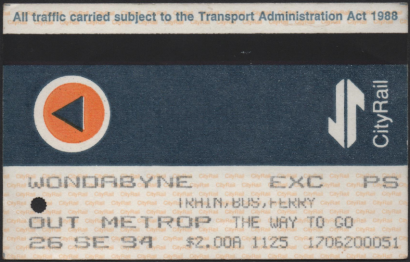 All traffic carried subject to the Transport Administration Act 1988
CityRail
WONDABYNE EXC PS
TRAIN,BUS,FERRY
OUT METROP THE WAY TO GO
26 SE 94 $2.00A 1125 1706200051